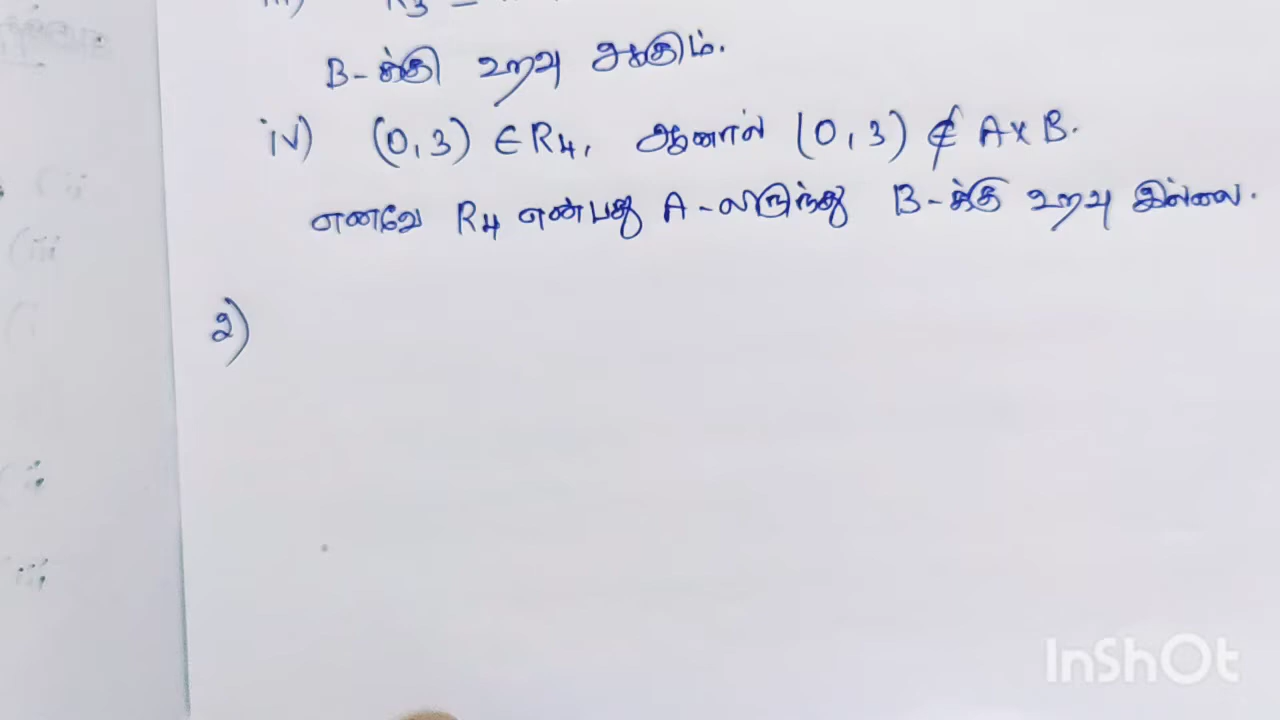 B-க்கு உறவு ஆகும்.
iv) (0,3) ∈ R4, ஆனால் (0,3) ∉ A×B.
எனவே R4 என்பது A-லிருந்து B-க்கு உறவு இல்லை.
2)
InShOt